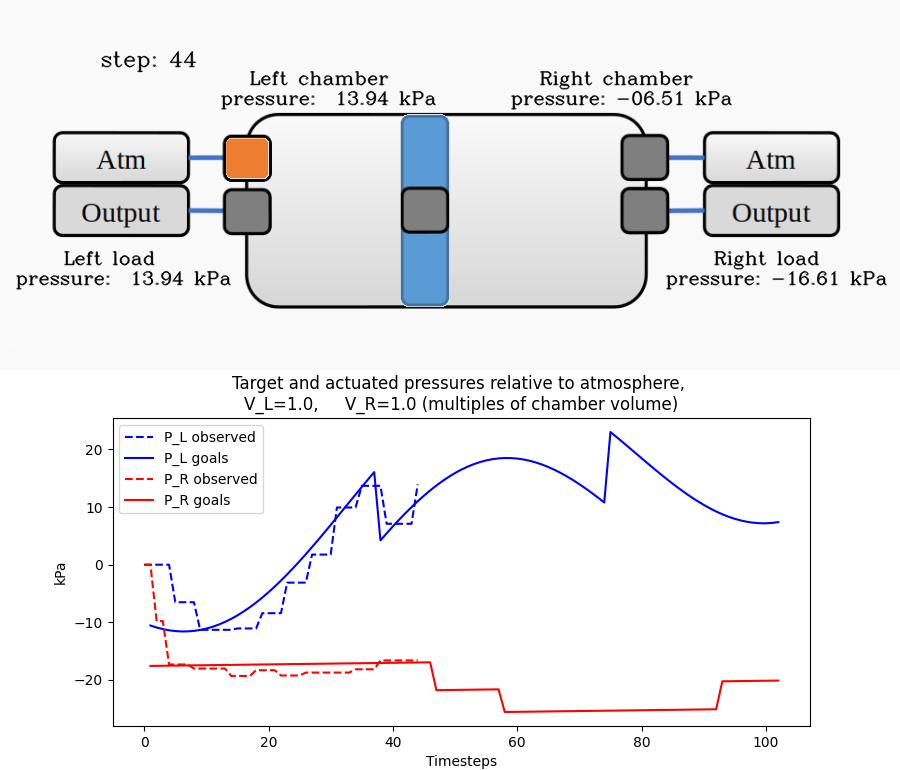 step: 44
Left chamber
pressure:  13.94 kPa
Right chamber
pressure: −06.51 kPa
Atm
Output
Atm
Output
Left load
pressure:  13.94 kPa
Right load
pressure: −16.61 kPa
Target and actuated pressures relative to atmosphere,
V_L=1.0,     V_R=1.0 (multiples of chamber volume)
P_L observed
P_L goals
P_R observed
P_R goals
kPa
20
10
0
−10
−20
0 20 40 60 80 100
Timesteps